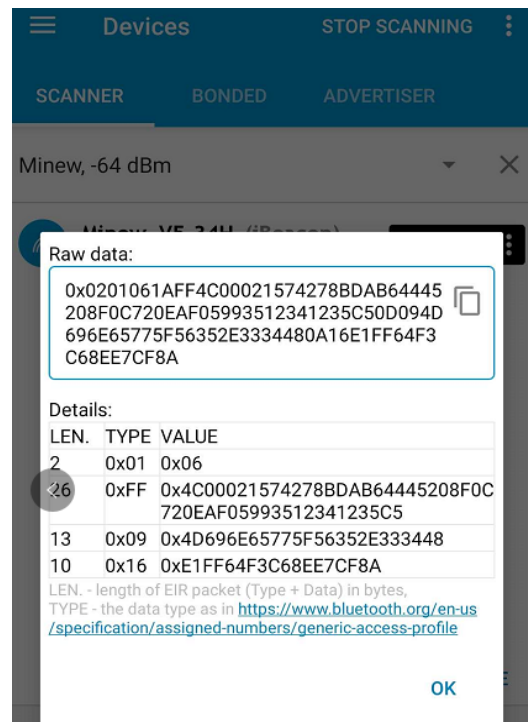 Devices
STOP SCANNING
SCANNER
BONDED
ADVERTISER
Minew, -64 dBm
Raw data:
0x0201061AFF4C00021574278BDAB64445
208F0C720EAF05993512341235C50D094D
696E65775F56352E3334480A16E1FF64F3
C68EE7CF8A
Details:
LEN. TYPE VALUE
2 0x01 0x06
26 0xFF 0x4C00021574278BDAB64445208F0C
720EAF05993512341235C5
13 0x09 0x4D696E65775F56352E333448
10 0x16 0xE1FF64F3C68EE7CF8A
LEN. - length of EIR packet (Type + Data) in bytes,
TYPE - the data type as in https://www.bluetooth.org/en-us
/specification/assigned-numbers/generic-access-profile
OK